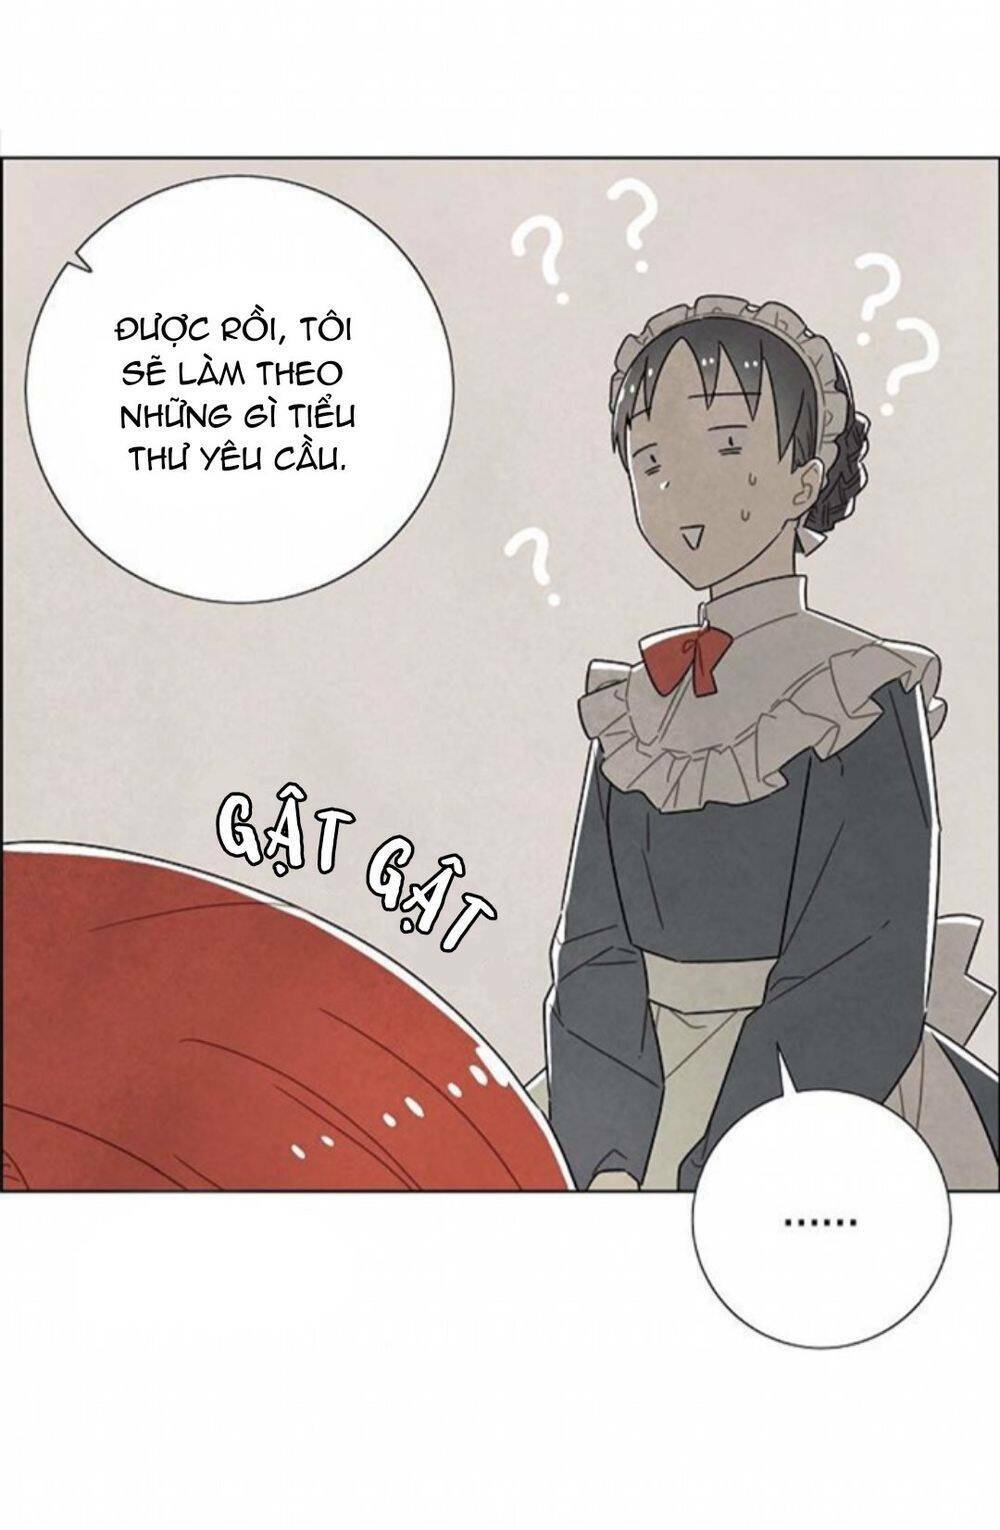 ĐƯỢC RỒI, TÔI
SẼ LÀM THEO
NHỮNG GÌ TIỂU
THƯ YÊU CẦU.
? ? ? ? ?
GẬT GẬT
......